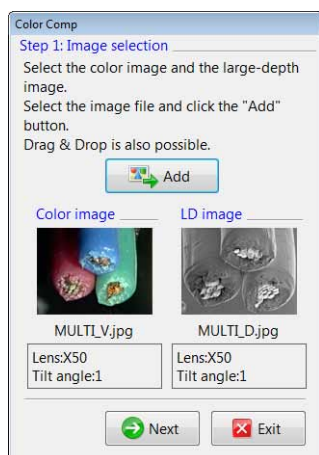 Color Comp
Step 1: Image selection
Select the color image and the large-depth
image.
Select the image file and click the "Add"
button.
Drag & Drop is also possible.
Add
Color image
LD image
MULTI_V.jpg
MULTI_D.jpg
Lens:X50
Tilt angle:1
Lens:X50
Tilt angle:1
Next
Exit